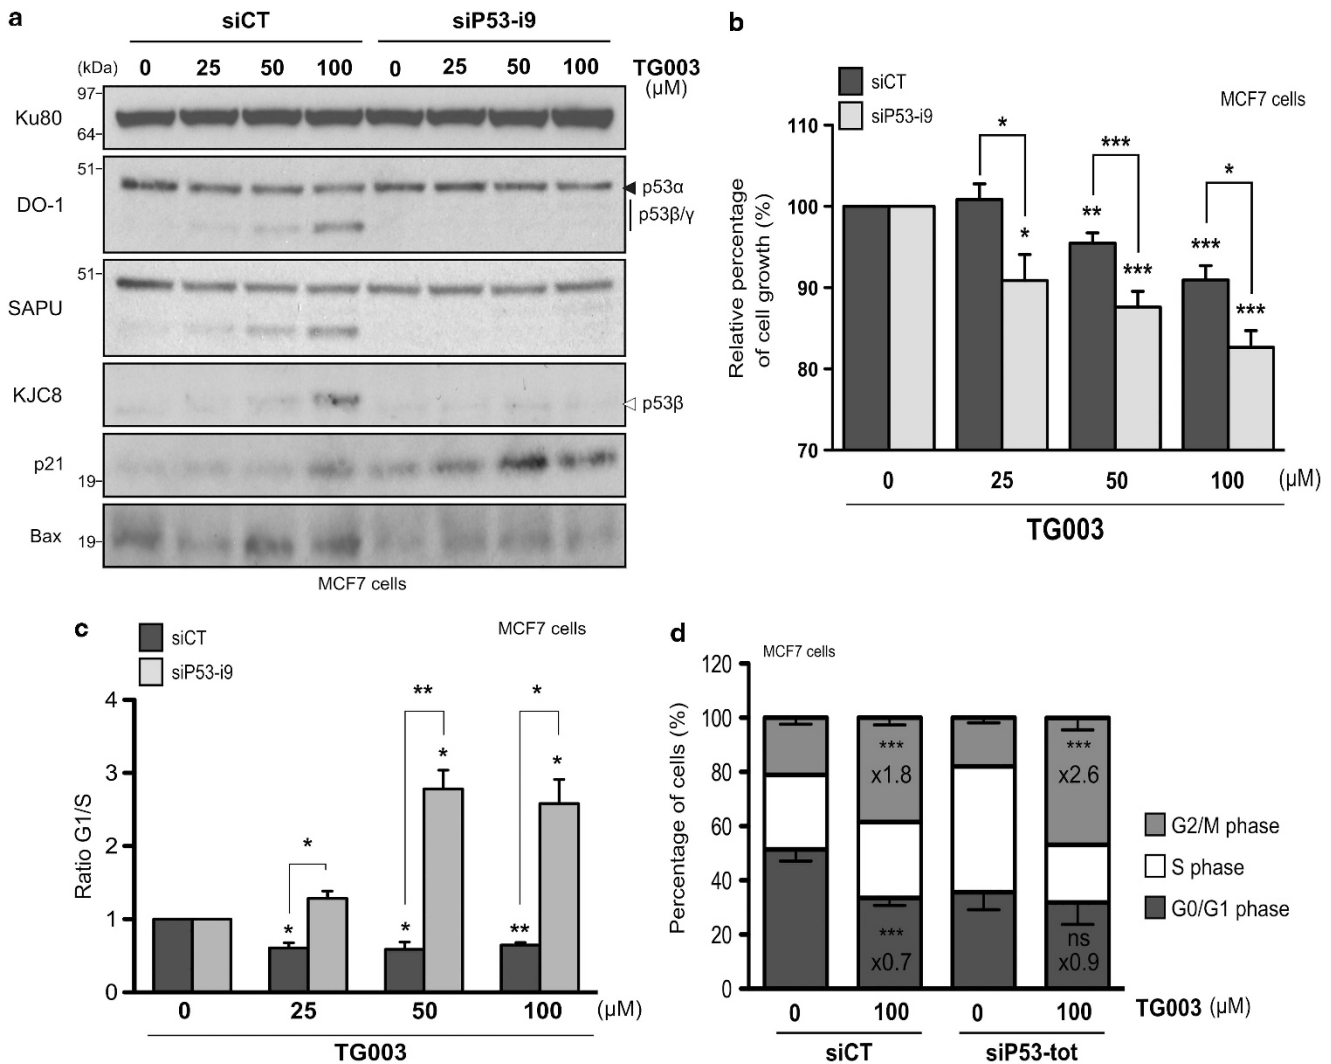 a
siCT siP53-i9
(kDa) 0 25 50 100 0 25 50 100 TG003
(µM)
97
Ku80
64
51
DO-1
p53α
p53β/γ
51
SAPU
KJC8
p53β
p21
19
Bax
19
MCF7 cells
b
siCT
siP53-i9
MCF7 cells
Relative percentage
of cell growth (%)
110
100
90
80
70
*
***
*
*
**
***
***
***
0 25 50 100 (µM)
TG003
c
siCT
siP53-i9
MCF7 cells
Ratio G1/S
4
3
2
1
0
**
*
*
*
*
*
*
**
0 25 50 100 (µM)
TG003
d
MCF7 cells
Percentage of cells (%)
120
100
80
60
40
20
0
***
x1.8
***
x2.6
***
x0.7
ns
x0.9
G2/M phase
S phase
G0/G1 phase
0 100 0 100 TG003 (µM)
siCT siP53-tot